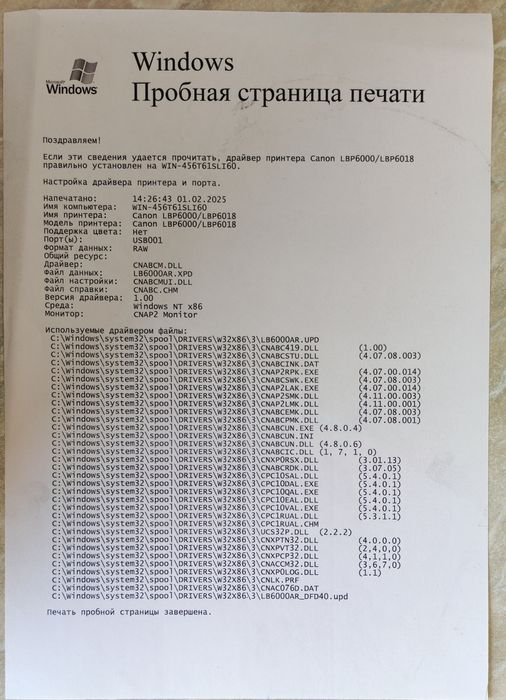 Microsoft
Windows
Windows
Пробная страница печати
Поздравляем!
Если эти сведения удается прочитать, драйвер принтера Canon LBP6000/LBP6018
правильно установлен на WIN-456T61SLI60.
Настройка драйвера принтера и порта.
Напечатано: 14:26:43 01.02.2025
Имя компьютера: WIN-456T61SLI60
Имя принтера: Canon LBP6000/LBP6018
Модель принтера: Canon LBP6000/LBP6018
Поддержка цвета: Нет
Порт(ы): USB001
Формат данных: RAW
Общий ресурс:
Драйвер: CNABCM.DLL
Файл данных: LB6000AR.XPD
Файл настройки: CNABCMUI.DLL
Файл справки: CNABC.CHM
Версия драйвера: 1.00
Среда: Windows NT x86
Монитор: CNAP2 Monitor
Используемые драйвером файлы:
C:\Windows\system32\spool\DRIVERS\W32X86\3\LB6000AR.UPD
C:\Windows\system32\spool\DRIVERS\W32X86\3\CNABC419.DLL (1.00)
C:\Windows\system32\spool\DRIVERS\W32X86\3\CNABCSTU.DLL (4.07.08.003)
C:\Windows\system32\spool\DRIVERS\W32X86\3\CNABCINK.DAT
C:\Windows\system32\spool\DRIVERS\W32X86\3\CNAP2RPK.EXE (4.07.00.014)
C:\Windows\system32\spool\DRIVERS\W32X86\3\CNABCSWK.EXE (4.07.08.003)
C:\Windows\system32\spool\DRIVERS\W32X86\3\CNAP2LAK.EXE (4.07.00.014)
C:\Windows\system32\spool\DRIVERS\W32X86\3\CNAP2SMK.DLL (4.11.00.003)
C:\Windows\system32\spool\DRIVERS\W32X86\3\CNAP2LMK.DLL (4.11.00.001)
C:\Windows\system32\spool\DRIVERS\W32X86\3\CNABCEMK.DLL (4.07.08.003)
C:\Windows\system32\spool\DRIVERS\W32X86\3\CNABCPMK.DLL (4.07.08.001)
C:\Windows\system32\spool\DRIVERS\W32X86\3\CNABCUN.EXE (4.8.0.4)
C:\Windows\system32\spool\DRIVERS\W32X86\3\CNABCUN.INI
C:\Windows\system32\spool\DRIVERS\W32X86\3\CNABCUN.DLL (4.8.0.6)
C:\Windows\system32\spool\DRIVERS\W32X86\3\CNABCIC.DLL (1, 7, 1, 0)
C:\Windows\system32\spool\DRIVERS\W32X86\3\CNXP0RSX.DLL (3.01.13)
C:\Windows\system32\spool\DRIVERS\W32X86\3\CNABCRDK.DLL (3.07.05)
C:\Windows\system32\spool\DRIVERS\W32X86\3\CPC1OSAL.DLL (5.4.0.1)
C:\Windows\system32\spool\DRIVERS\W32X86\3\CPC1ODAL.EXE (5.4.0.1)
C:\Windows\system32\spool\DRIVERS\W32X86\3\CPC1OQAL.EXE (5.4.0.1)
C:\Windows\system32\spool\DRIVERS\W32X86\3\CPC1OEAL.DLL (5.4.0.1)
C:\Windows\system32\spool\DRIVERS\W32X86\3\CPC1OVAL.EXE (5.4.0.1)
C:\Windows\system32\spool\DRIVERS\W32X86\3\CPC1RUAL.DLL (5.3.1.1)
C:\Windows\system32\spool\DRIVERS\W32X86\3\CPC1RUAL.CHM
C:\Windows\system32\spool\DRIVERS\W32X86\3\UCS32P.DLL (2.2.2)
C:\Windows\system32\spool\DRIVERS\W32X86\3\CNXPTN32.DLL (4.0.0.0)
C:\Windows\system32\spool\DRIVERS\W32X86\3\CNXPVT32.DLL (2,4,0,0)
C:\Windows\system32\spool\DRIVERS\W32X86\3\CNXPCP32.DLL (4,1,1,0)
C:\Windows\system32\spool\DRIVERS\W32X86\3\CNACCM32.DLL (3,6,7,0)
C:\Windows\system32\spool\DRIVERS\W32X86\3\CNXP0LOG.DLL (1.1)
C:\Windows\system32\spool\DRIVERS\W32X86\3\CNLK.PRF
C:\Windows\system32\spool\DRIVERS\W32X86\3\CNAC076D.DAT
C:\Windows\system32\spool\DRIVERS\W32X86\3\LB6000AR_DFD40.upd
Печать пробной страницы завершена.